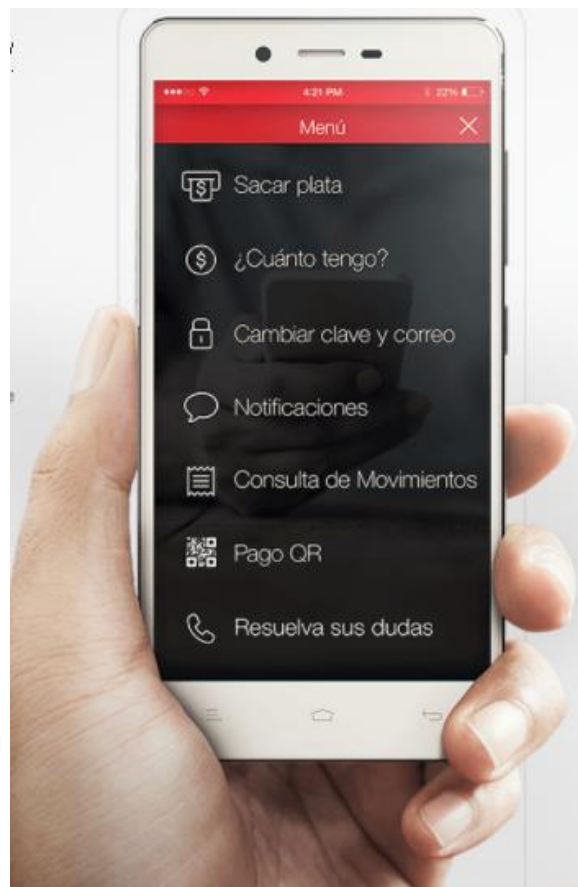 4:21 PM
22%
Menú
Sacar plata
¿Cuánto tengo?
Cambiar clave y correo
Notificaciones
Consulta de Movimientos
Pago QR
Resuelva sus dudas